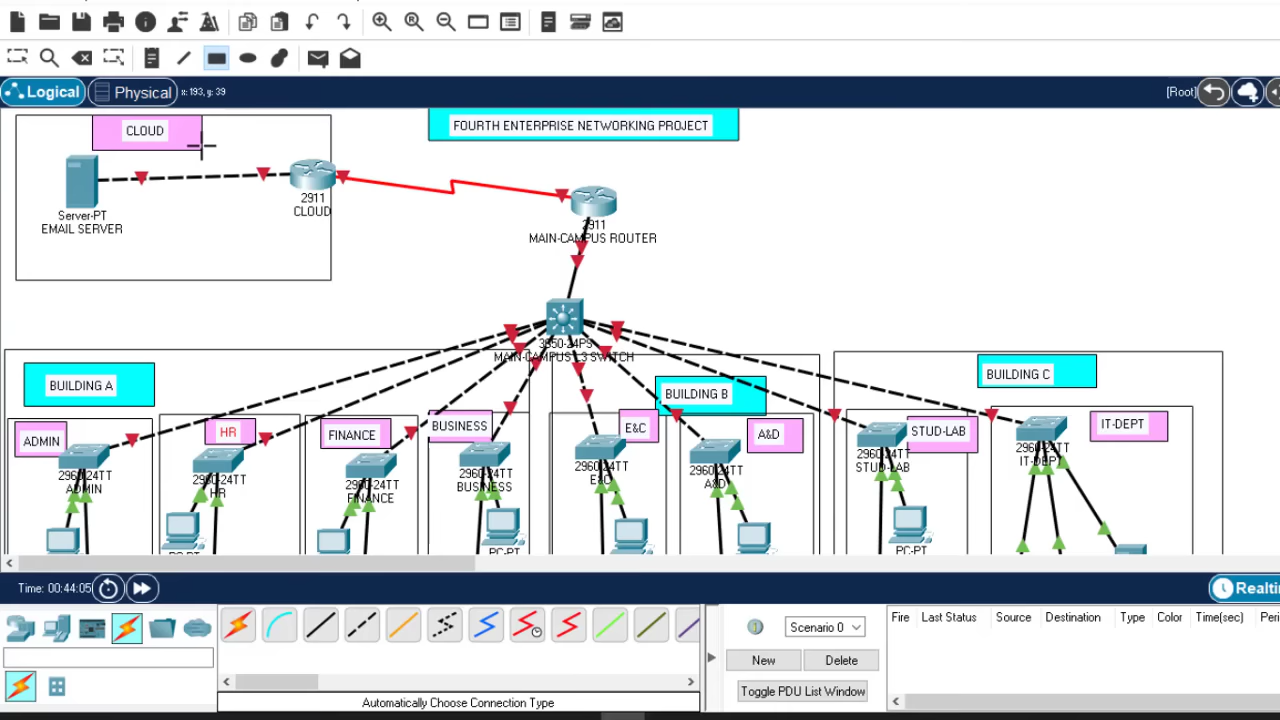 Logical
Physical
x: 193, y: 39
[Root]
CLOUD
FOURTH ENTERPRISE NETWORKING PROJECT
Server-PT
EMAIL SERVER
2911
CLOUD
2911
MAIN-CAMPUS ROUTER
3650-24PS
MAIN-CAMPUS L3 SWITCH
BUILDING A
BUILDING B
BUILDING C
ADMIN
HR
FINANCE
BUSINESS
E&C
A&D
STUD-LAB
IT-DEPT
2960-24TT
ADMIN
2960-24TT
HR
2960-24TT
FINANCE
2960-24TT
BUSINESS
2960-24TT
E&C
2960-24TT
A&D
2960-24TT
STUD-LAB
2960-24TT
IT-DEPT
PC-PT
PC-PT
PC-PT
Time: 00:44:05
Realti
Scenario 0
New
Delete
Toggle PDU List Window
Fire Last Status Source Destination Type Color Time(sec) Peri
Automatically Choose Connection Type